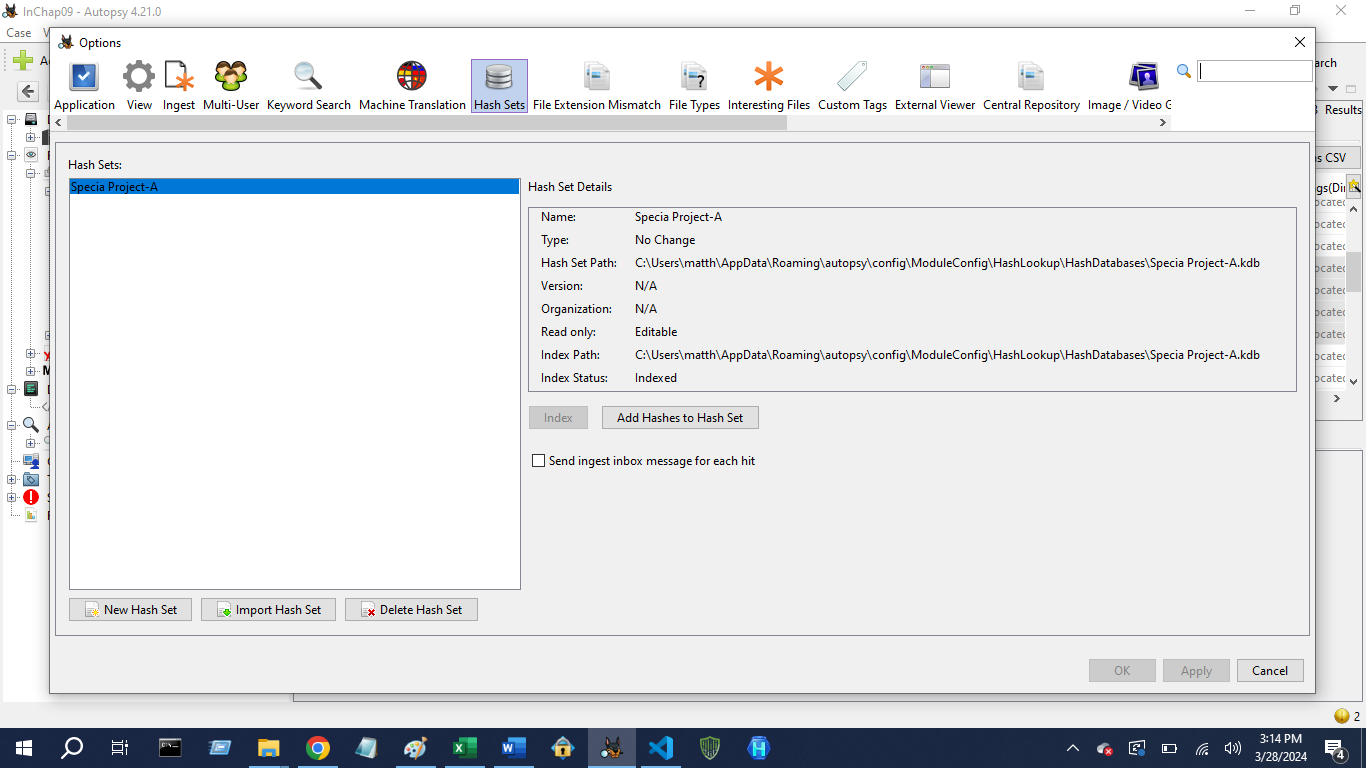 InChap09 - Autopsy 4.21.0
Case
Options
Application View Ingest Multi-User Keyword Search Machine Translation Hash Sets File Extension Mismatch File Types Interesting Files Custom Tags External Viewer Central Repository Image / Video G
Results
CSV
Hash Sets:
Specia Project-A
Hash Set Details
Name: Specia Project-A
Type: No Change
Hash Set Path: C:\Users\matth\AppData\Roaming\autopsy\config\ModuleConfig\HashLookup\HashDatabases\Specia Project-A.kdb
Version: N/A
Organization: N/A
Read only: Editable
Index Path: C:\Users\matth\AppData\Roaming\autopsy\config\ModuleConfig\HashLookup\HashDatabases\Specia Project-A.kdb
Index Status: Indexed
Index Add Hashes to Hash Set
Send ingest inbox message for each hit
New Hash Set Import Hash Set Delete Hash Set
OK Apply Cancel
2
3:14 PM
3/28/2024
4